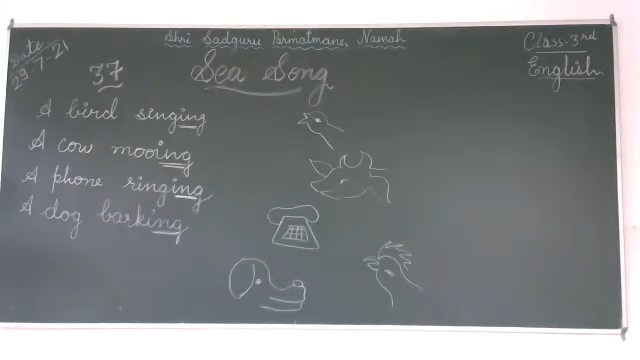 Shri Sadguru Parmatmane Namah
Date
29-7-21
Class-3rd
English
37
Sea Song
A bird singing
A cow mooing
A phone ringing
A dog barking